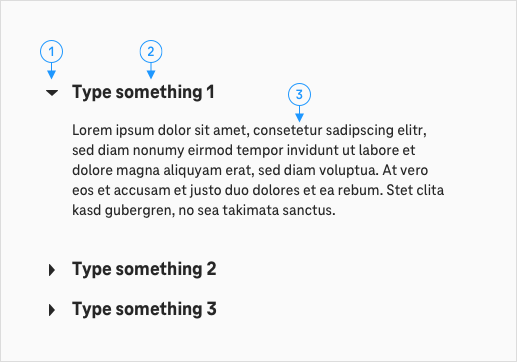 1
2
Type something 1
3
Lorem ipsum dolor sit amet, consetetur sadipscing elitr,
sed diam nonumy eirmod tempor invidunt ut labore et
dolore magna aliquyam erat, sed diam voluptua. At vero
eos et accusam et justo duo dolores et ea rebum. Stet clita
kasd gubergren, no sea takimata sanctus.
Type something 2
Type something 3